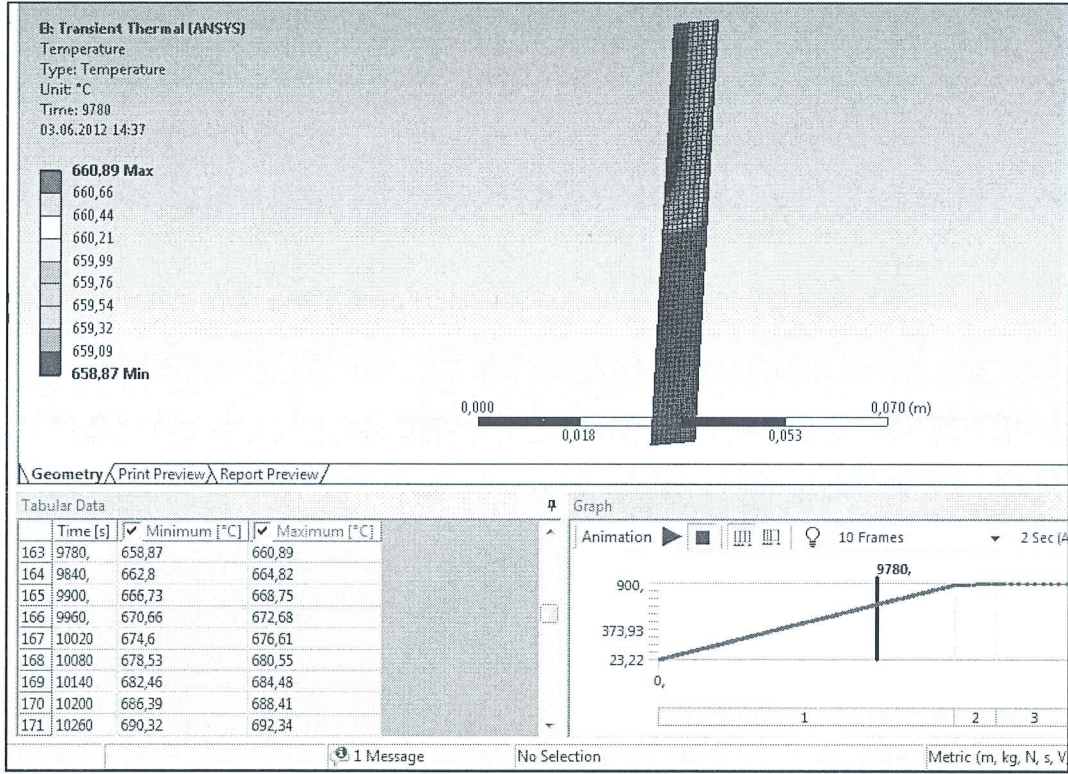 B: Transient Thermal (ANSYS)
Temperature
Type: Temperature
Unit: °C
Time: 9780
03.06.2012 14:37
660,89 Max
660,66
660,44
660,21
659,99
659,76
659,54
659,32
659,09
658,87 Min
0,000
0,070 (m)
0,018
0,053
Geometry Print Preview Report Preview
Tabular Data
Time [s] Minimum [°C] Maximum [°C]
163 9780, 658,87 660,89
164 9840, 662,8 664,82
165 9900, 666,73 668,75
166 9960, 670,66 672,68
167 10020 674,6 676,61
168 10080 678,53 680,55
169 10140 682,46 684,48
170 10200 686,39 688,41
171 10260 690,32 692,34
Graph
Animation 10 Frames 2 Sec (A
9780,
900,
373,93
23,22
0,
1 2 3
1 Message No Selection Metric (m, kg, N, s, V